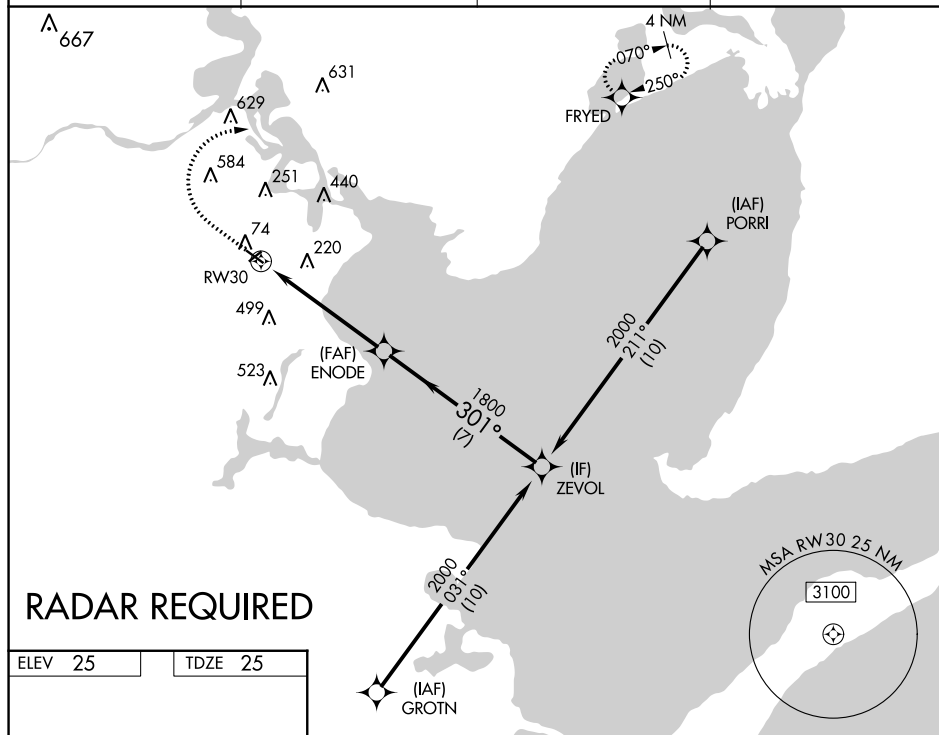 667
4 NM
070°
250°
FRYED
631
629
584
251
440
(IAF)
PORRI
74
220
RW30
499
2000
211°
(10)
(FAF)
ENODE
523
1800
301°
(7)
(IF)
ZEVOL
MSA RW30 25 NM
2000
031°
(10)
3100
RADAR REQUIRED
ELEV 25
TDZE 25
(IAF)
GROTN